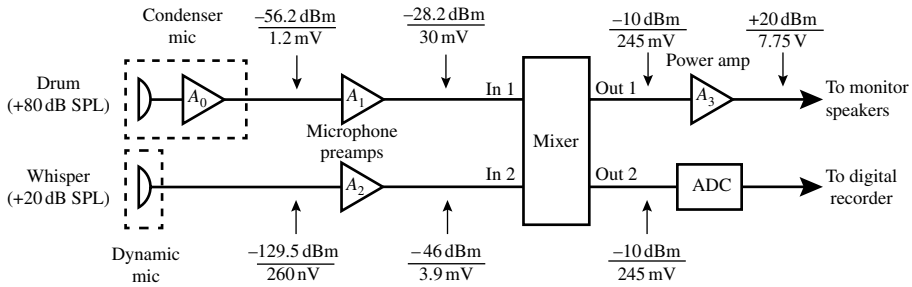 Condenser
mic
−56.2 dBm
1.2 mV
−28.2 dBm
30 mV
−10 dBm
245 mV
+20 dBm
7.75 V
Power amp
Drum
(+80 dB SPL)
A0
A1
In 1
Out 1
A3
To monitor
speakers
Microphone
preamps
Mixer
Whisper
(+20 dB SPL)
A2
In 2
Out 2
ADC
To digital
recorder
Dynamic
mic
−129.5 dBm
260 nV
−46 dBm
3.9 mV
−10 dBm
245 mV